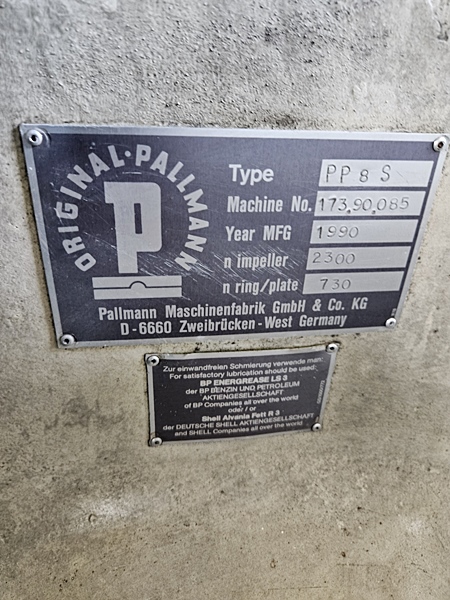 ORIGINAL·PALLMANN
P
Type PP 8 S
Machine No. 173.90.085
Year MFG 1990
n impeller 2300
n ring/plate 730
Pallmann Maschinenfabrik GmbH & Co. KG
D-6660 Zweibrücken-West Germany
Zur einwandfreien Schmierung verwende man:
For satisfactory lubrication should be used:
BP ENERGREASE LS 3
der BP BENZIN UND PETROLEUM
AKTIENGESELLSCHAFT
of BP Companies all over the world
oder / or
Shell Alvania Fett R 3
der DEUTSCHE SHELL AKTIENGESELLSCHAFT
and SHELL Companies all over the world